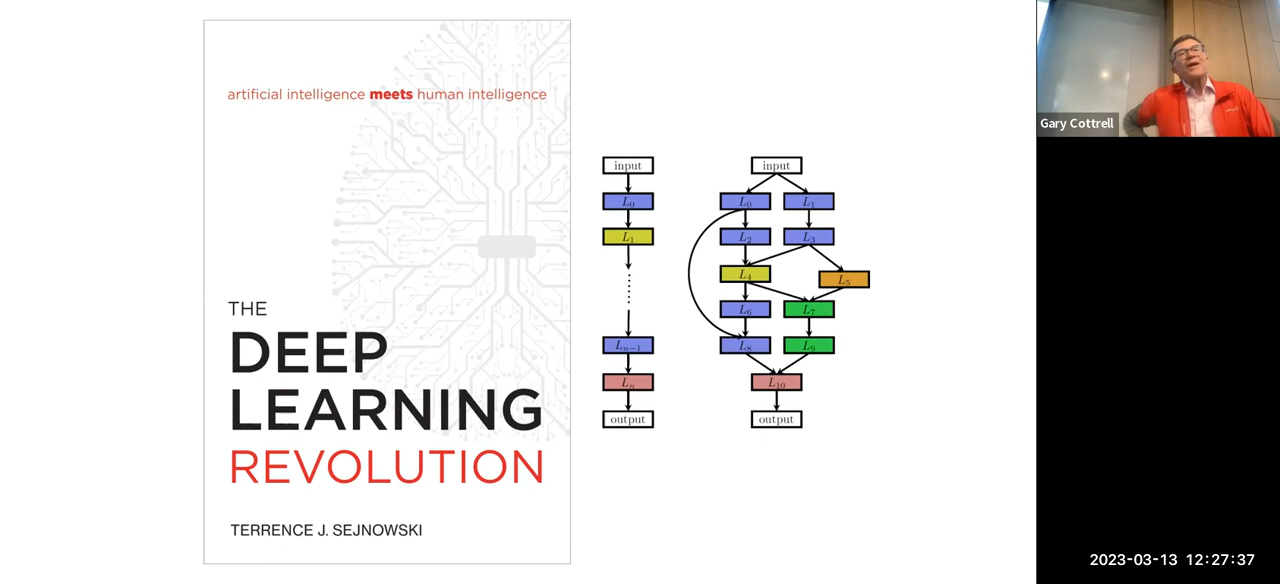 artificial intelligence meets human intelligence
THE
DEEP
LEARNING
REVOLUTION
TERRENCE J. SEJNOWSKI
input
L0
L1
Ln−1
Ln
output
input
L0 L1
L2 L3
L4 L5
L6 L7
L8 L9
L10
output
Gary Cottrell
2023-03-13 12:27:37